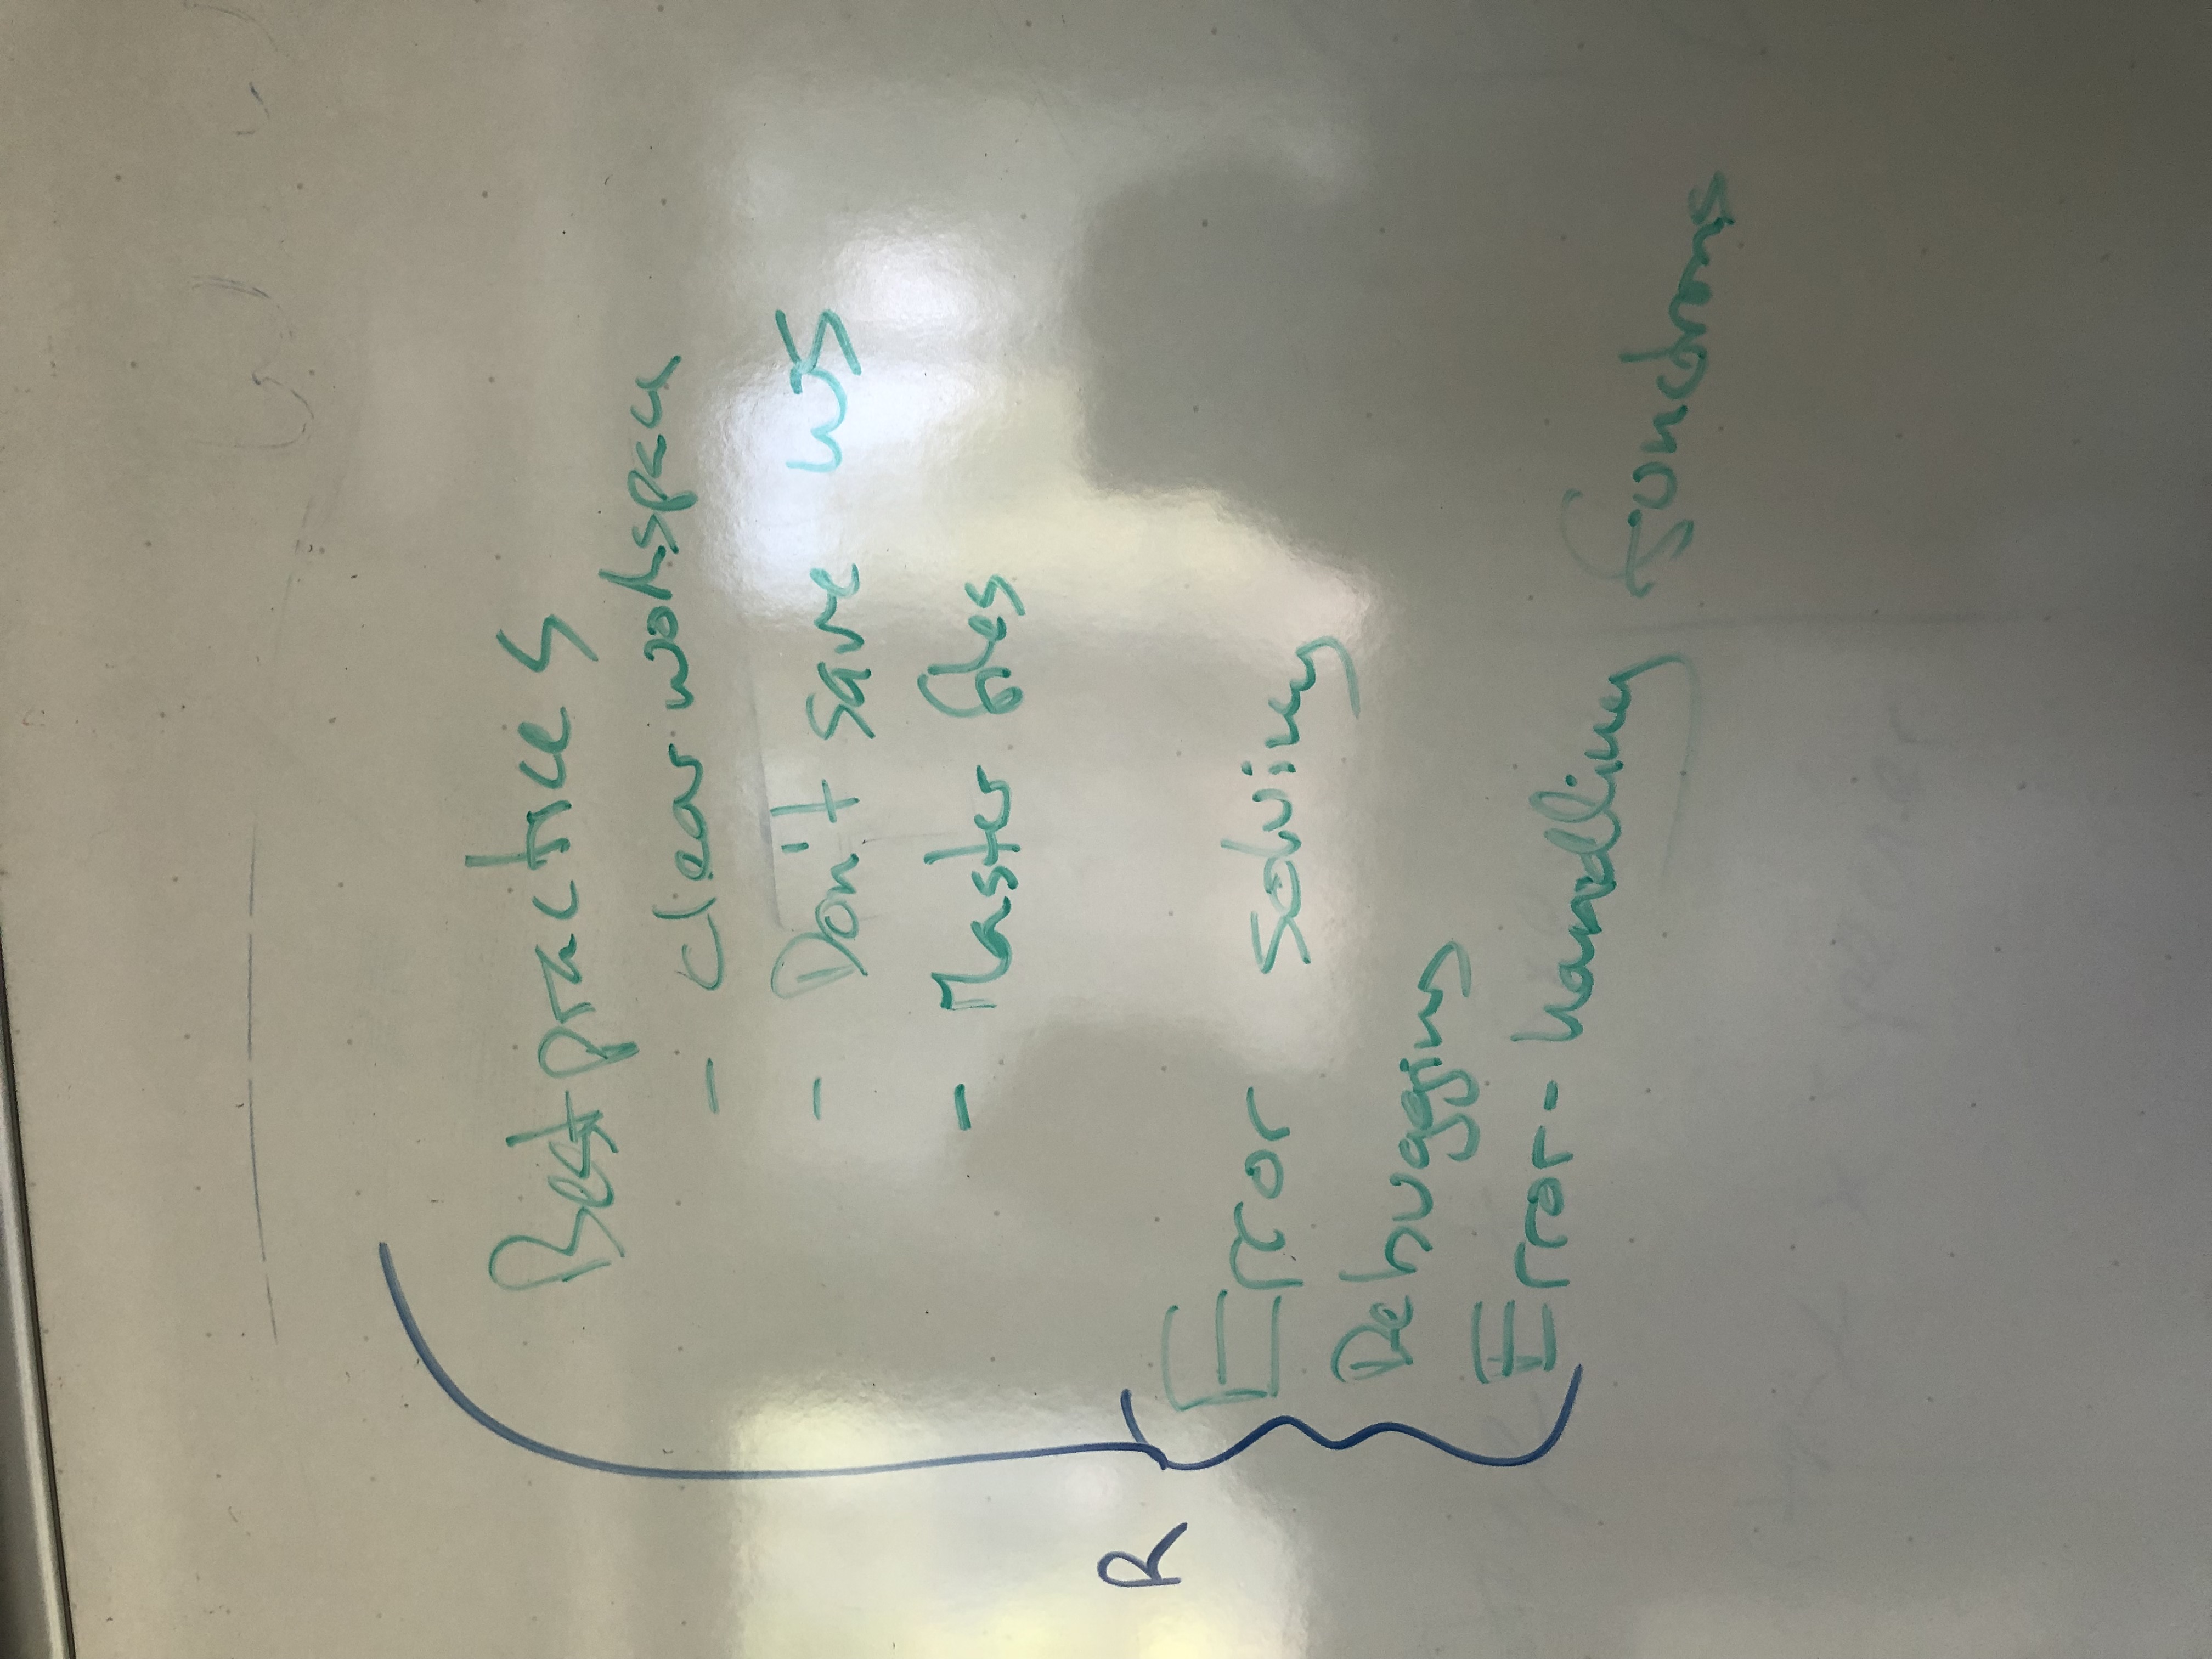 Best practices
- clear workspace
- Don't save WS
- Master files
R
Error solving
Debugging
Error-handling functions